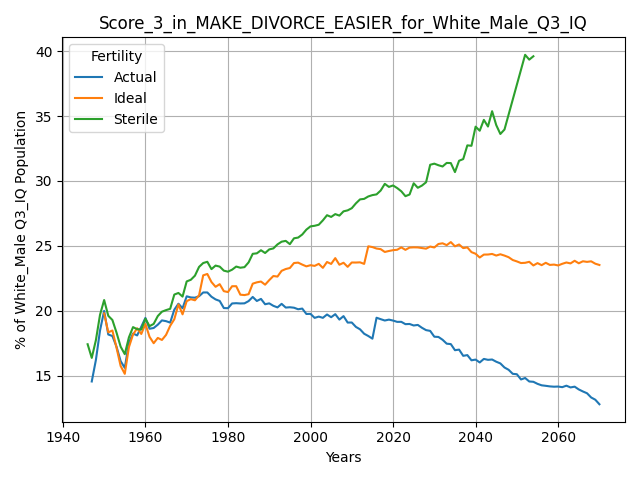 Score_3_in_MAKE_DIVORCE_EASIER_for_White_Male_Q3_IQ
Fertility
Actual
Ideal
Sterile
% of White_Male Q3_IQ Population
40
35
30
25
20
15
1940
1960
1980
2000
2020
2040
2060
Years